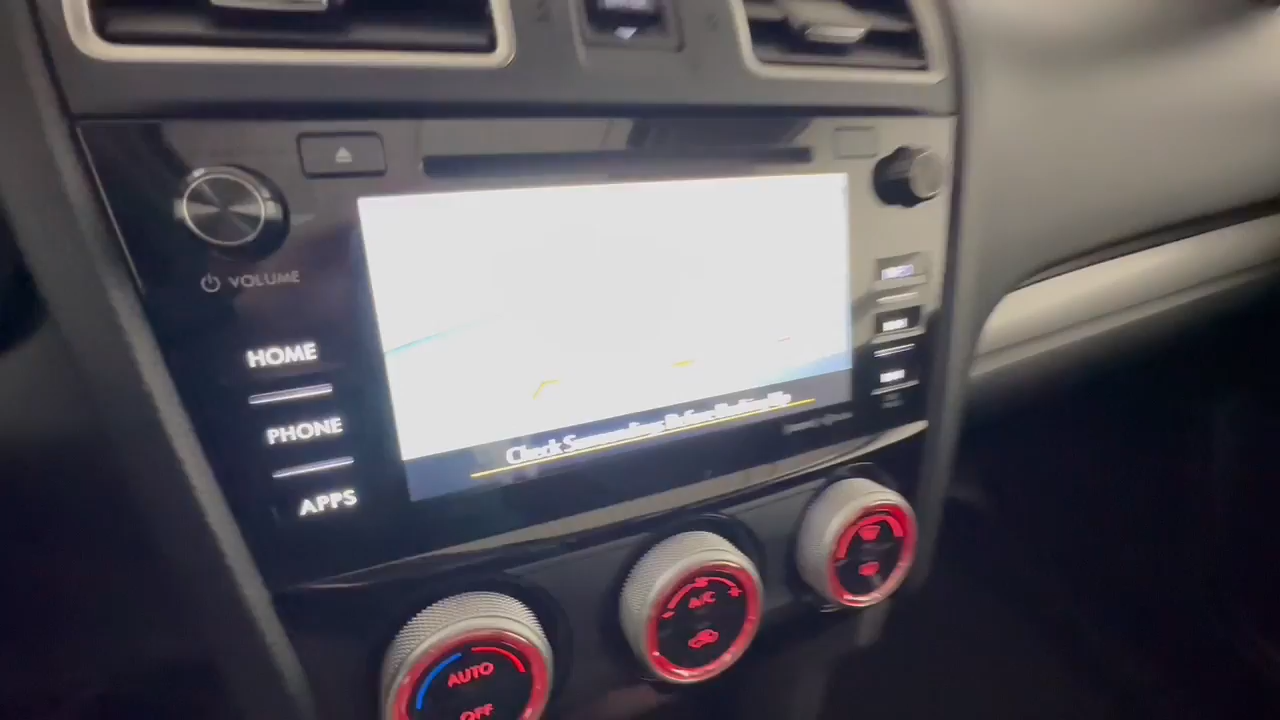 VOLUME
HOME
PHONE
APPS
Check Surroundings Before Backing Up
A/C
AUTO
OFF